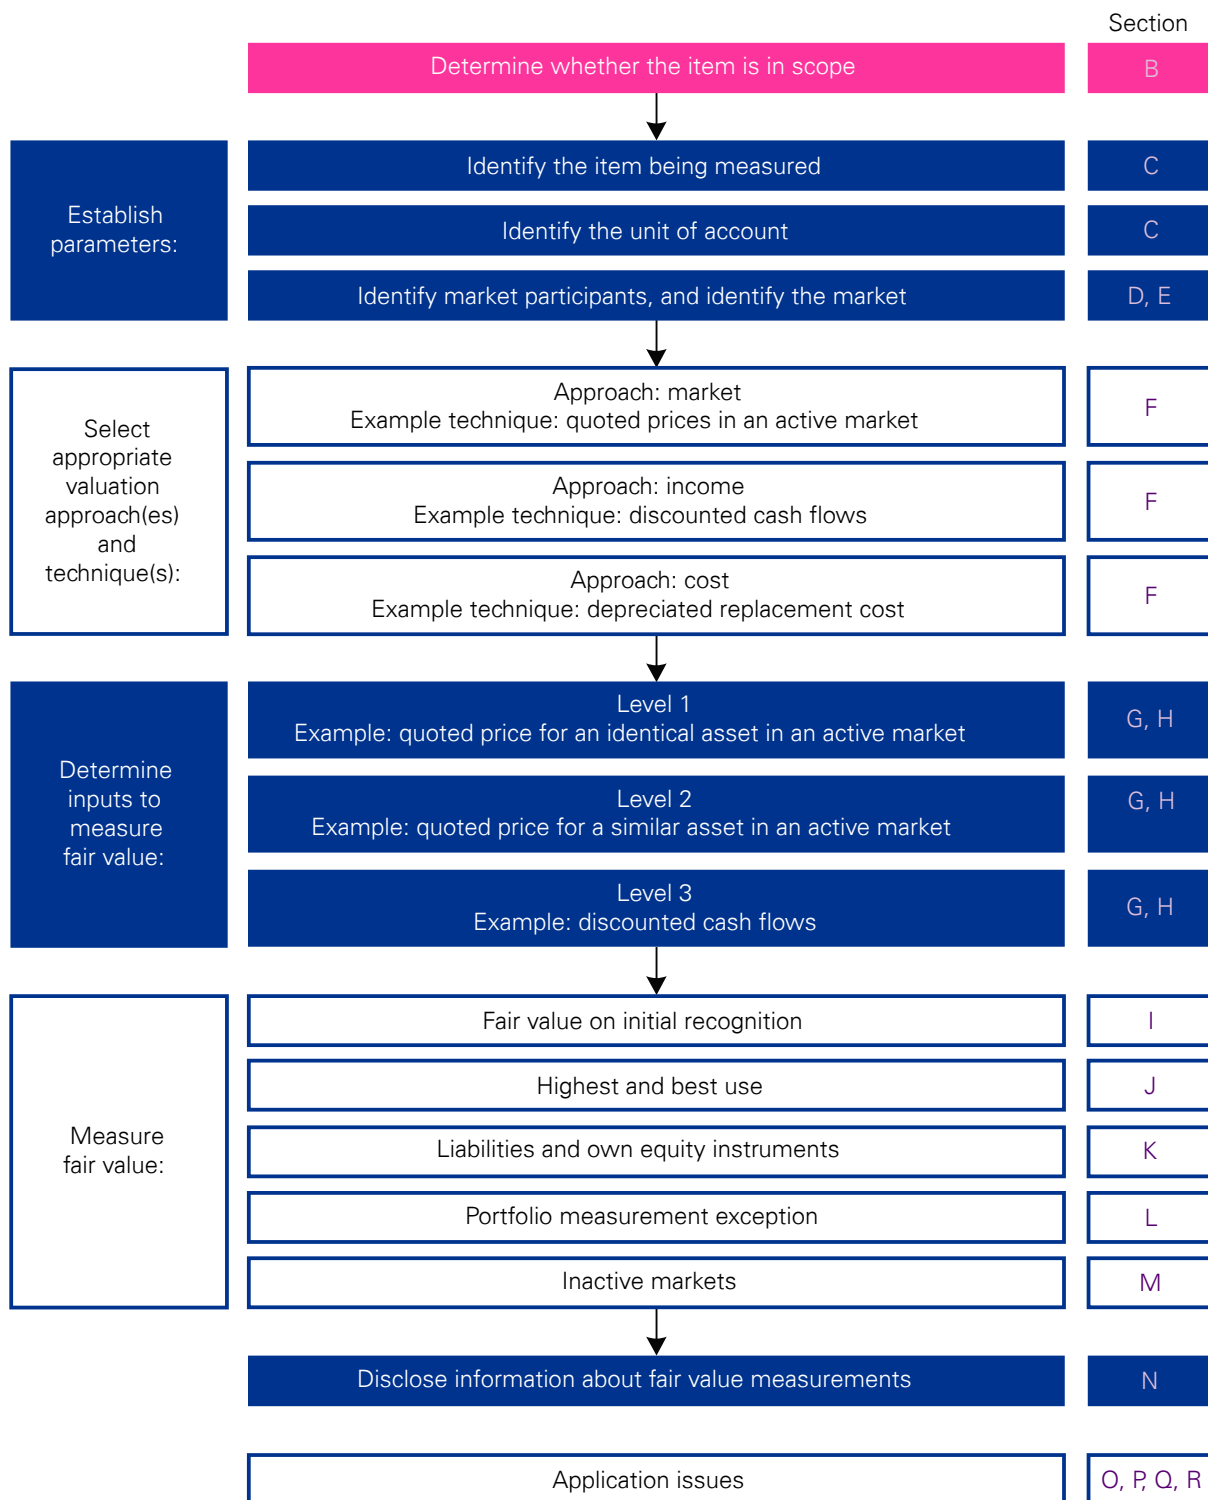 Section
Determine whether the item is in scope
B
Establish
parameters:
Identify the item being measured
C
Identify the unit of account
C
Identify market participants, and identify the market
D, E
Select
appropriate
valuation
approach(es)
and
technique(s):
Approach: market
Example technique: quoted prices in an active market
F
Approach: income
Example technique: discounted cash flows
F
Approach: cost
Example technique: depreciated replacement cost
F
Determine
inputs to
measure
fair value:
Level 1
Example: quoted price for an identical asset in an active market
G, H
Level 2
Example: quoted price for a similar asset in an active market
G, H
Level 3
Example: discounted cash flows
G, H
Measure
fair value:
Fair value on initial recognition
I
Highest and best use
J
Liabilities and own equity instruments
K
Portfolio measurement exception
L
Inactive markets
M
Disclose information about fair value measurements
N
Application issues
O, P, Q, R